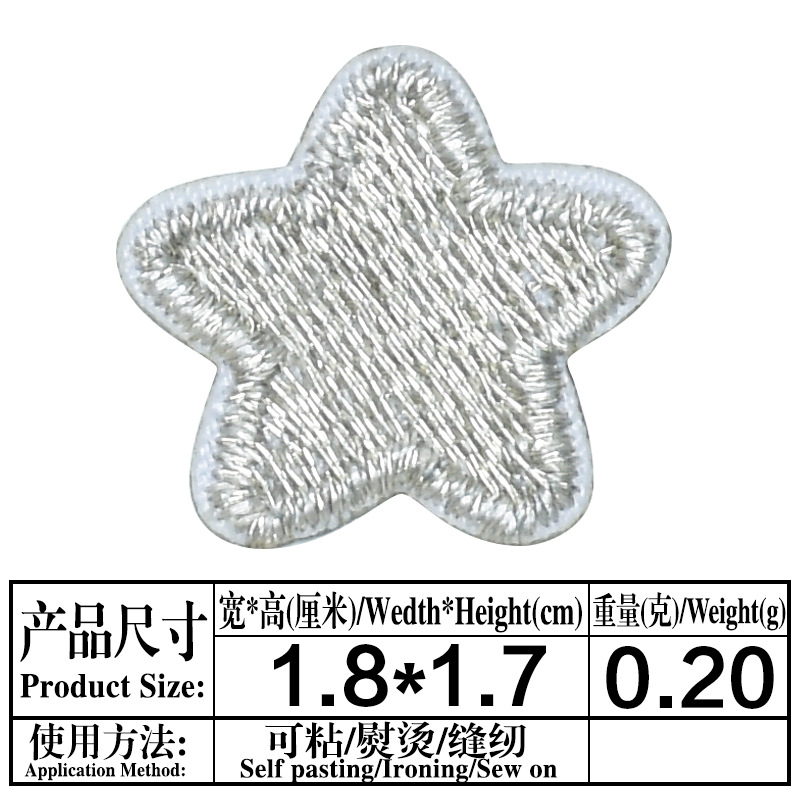 产品尺寸
Product Size:
宽*高(厘米)/Wedth*Height(cm)
重量(克)/Weight(g)
1.8*1.7
0.20
使用方法:
Application Method:
可粘/熨烫/缝纫
Self pasting/Ironing/Sew on